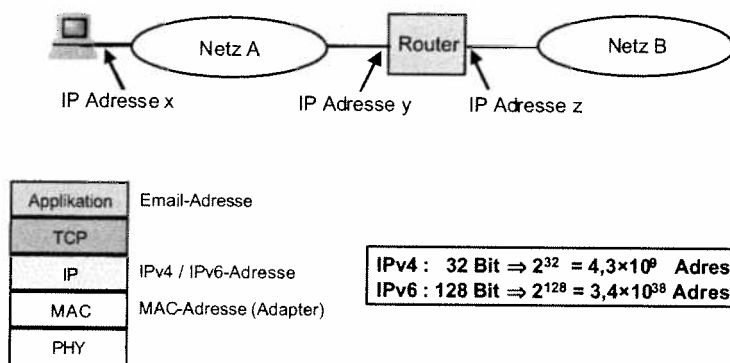 Netz A
Router
Netz B
IP Adresse x
IP Adresse y
IP Adresse z
Applikation Email-Adresse
TCP
IP IPv4 / IPv6-Adresse
MAC MAC-Adresse (Adapter)
PHY
IPv4 : 32 Bit ⇒ 2³² = 4,3×10⁹ Adres
IPv6 : 128 Bit ⇒ 2¹²⁸ = 3,4×10³⁸ Adres